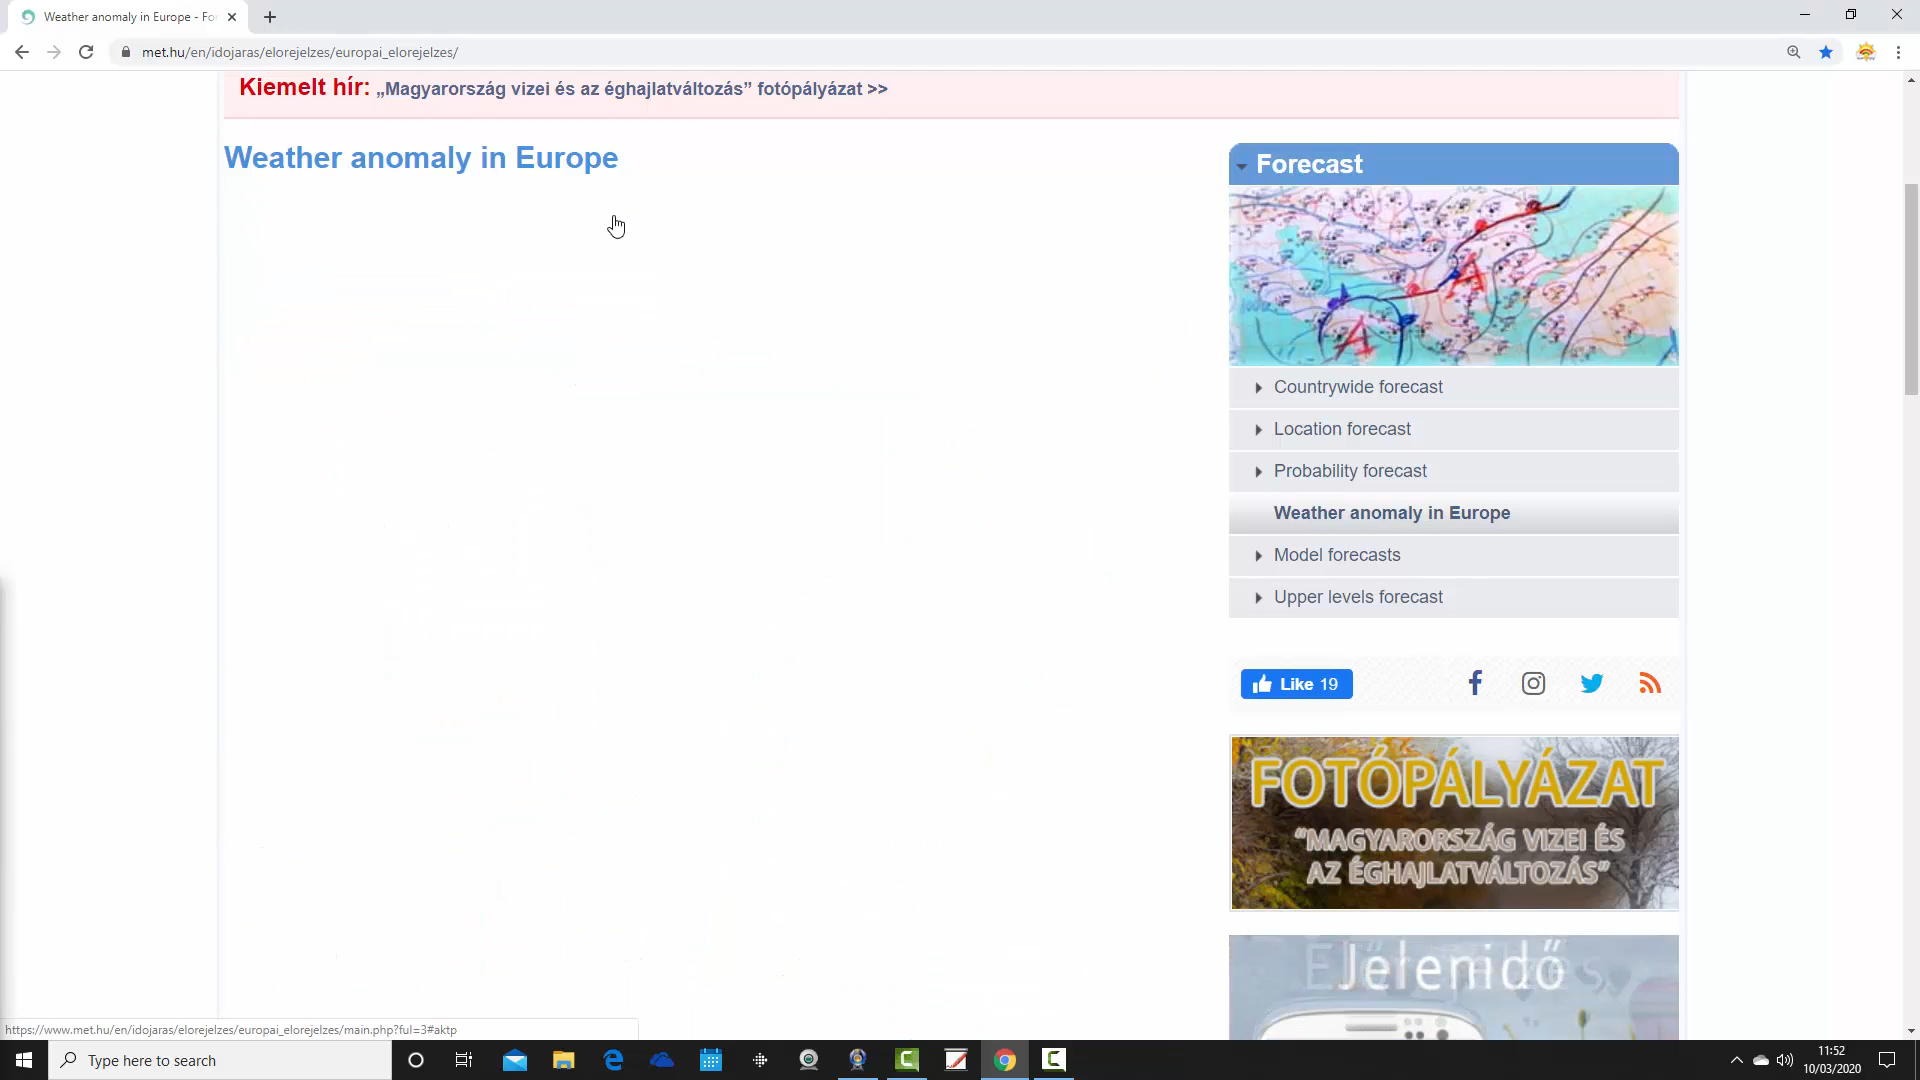 Weather anomaly in Europe - Fo
met.hu/en/idojaras/elorejelzes/europai_elorejelzes/
Kiemelt hír: „Magyarország vizei és az éghajlatváltozás” fotópályázat >>
Weather anomaly in Europe
Forecast
A
A
Countrywide forecast
Location forecast
Probability forecast
Weather anomaly in Europe
Model forecasts
Upper levels forecast
Like 19
FOTÓPÁLYÁZAT
“MAGYARORSZÁG VIZEI ÉS
AZ ÉGHAJLATVÁLTOZÁS”
Jelenidő
https://www.met.hu/en/idojaras/elorejelzes/europai_elorejelzes/main.php?ful=3#aktp
Type here to search
11:52
10/03/2020